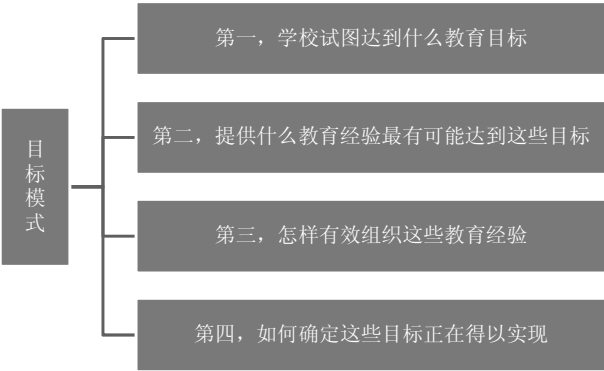 目标模式
第一，学校试图达到什么教育目标
第二，提供什么教育经验最有可能达到这些目标
第三，怎样有效组织这些教育经验
第四，如何确定这些目标正在得以实现